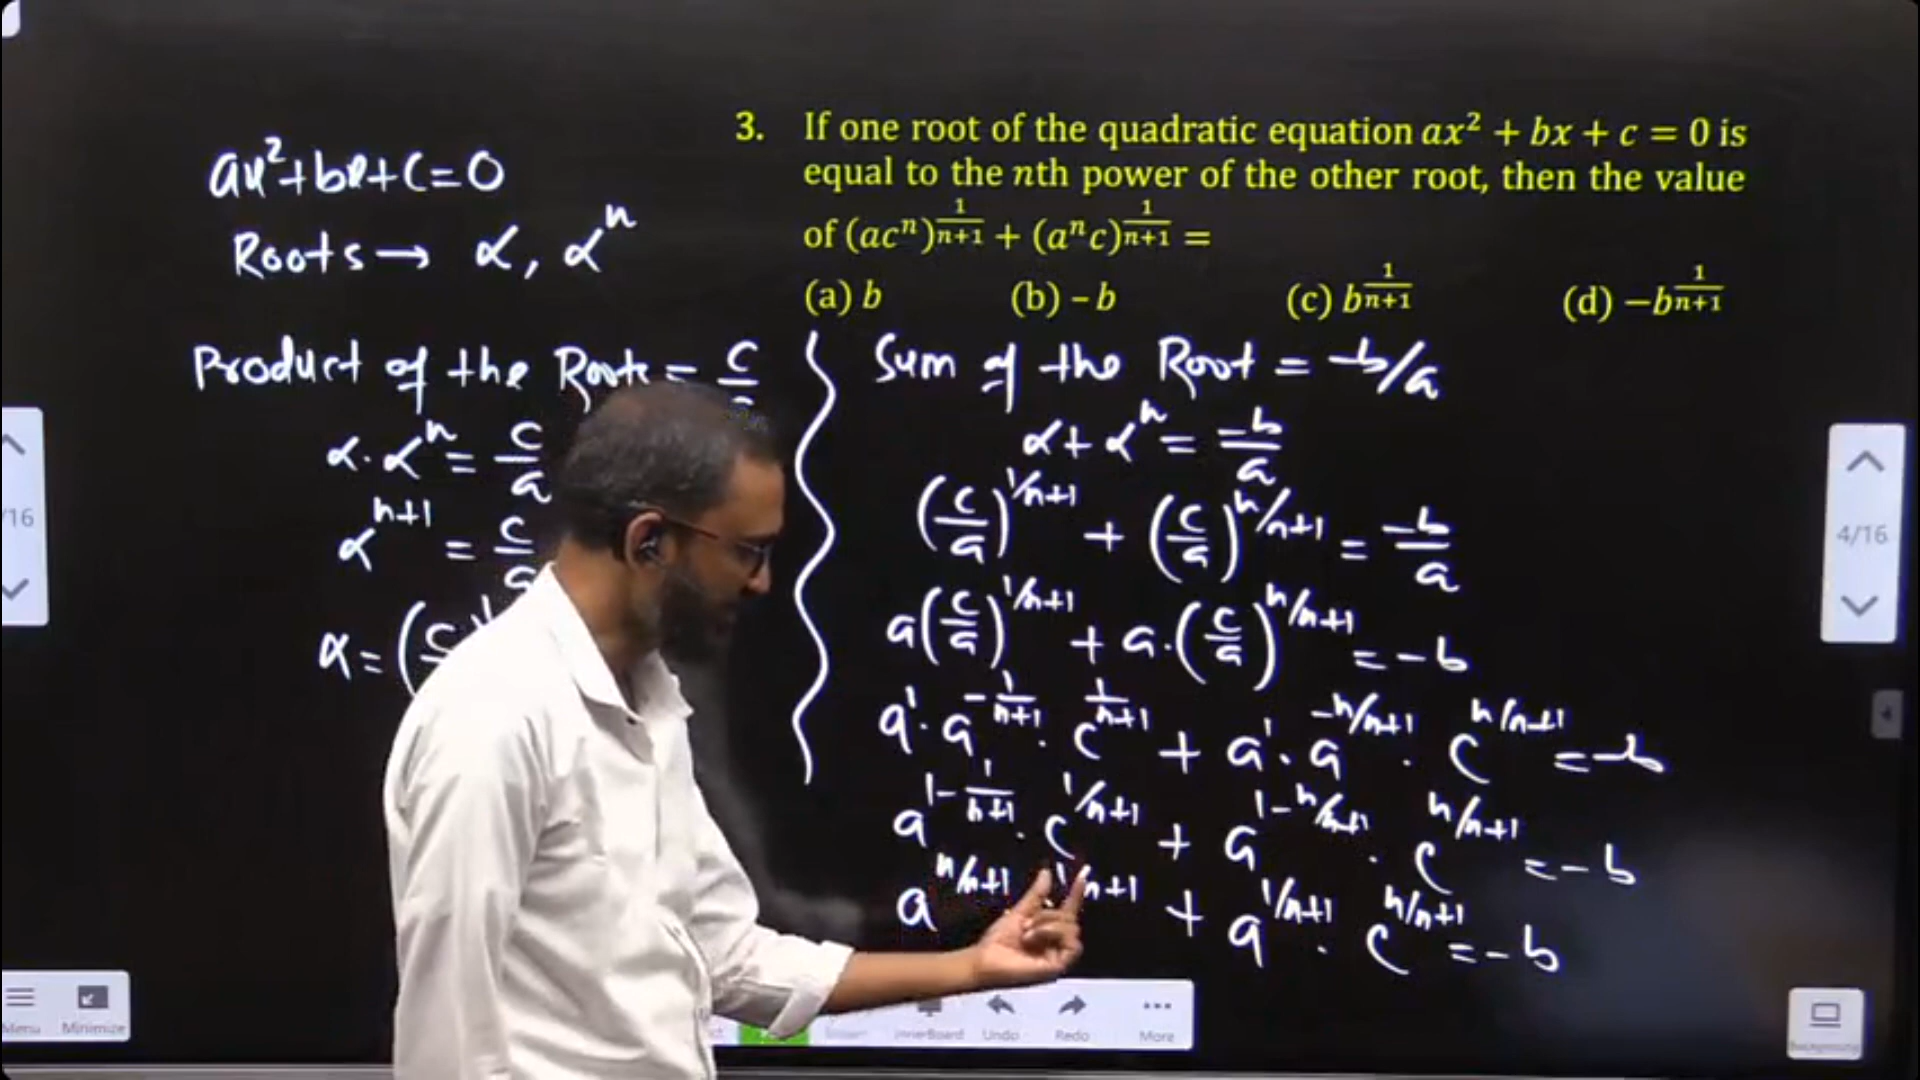 3. If one root of the quadratic equation ax² + bx + c = 0 is
equal to the nth power of the other root, then the value
of (acⁿ)^(1/(n+1)) + (aⁿc)^(1/(n+1)) =
(a) b (b) – b (c) b^(1/(n+1)) (d) −b^(1/(n+1))
ax²+bx+c=0
Roots → α, αⁿ
Product of the Roots = c/
α·αⁿ = c/a
α^(n+1) = c/a
α = (c
Sum of the Root = -b/a
α + αⁿ = -b/a
(c/a)^(1/n+1) + (c/a)^(n/n+1) = -b/a
a(c/a)^(1/n+1) + a·(c/a)^(n/n+1) = -b
a¹·a^(-1/n+1)·c^(1/n+1) + a¹·a^(-n/n+1)·c^(n/n+1) = -b
a^(1-1/n+1)·c^(1/n+1) + a^(1-n/n+1)·c^(n/n+1) = -b
a^(n/n+1) ^(1/n+1) + a^(1/n+1)·c^(n/n+1) = -b
/16
4/16
Menu Minimize
InnerBoard Undo Redo More